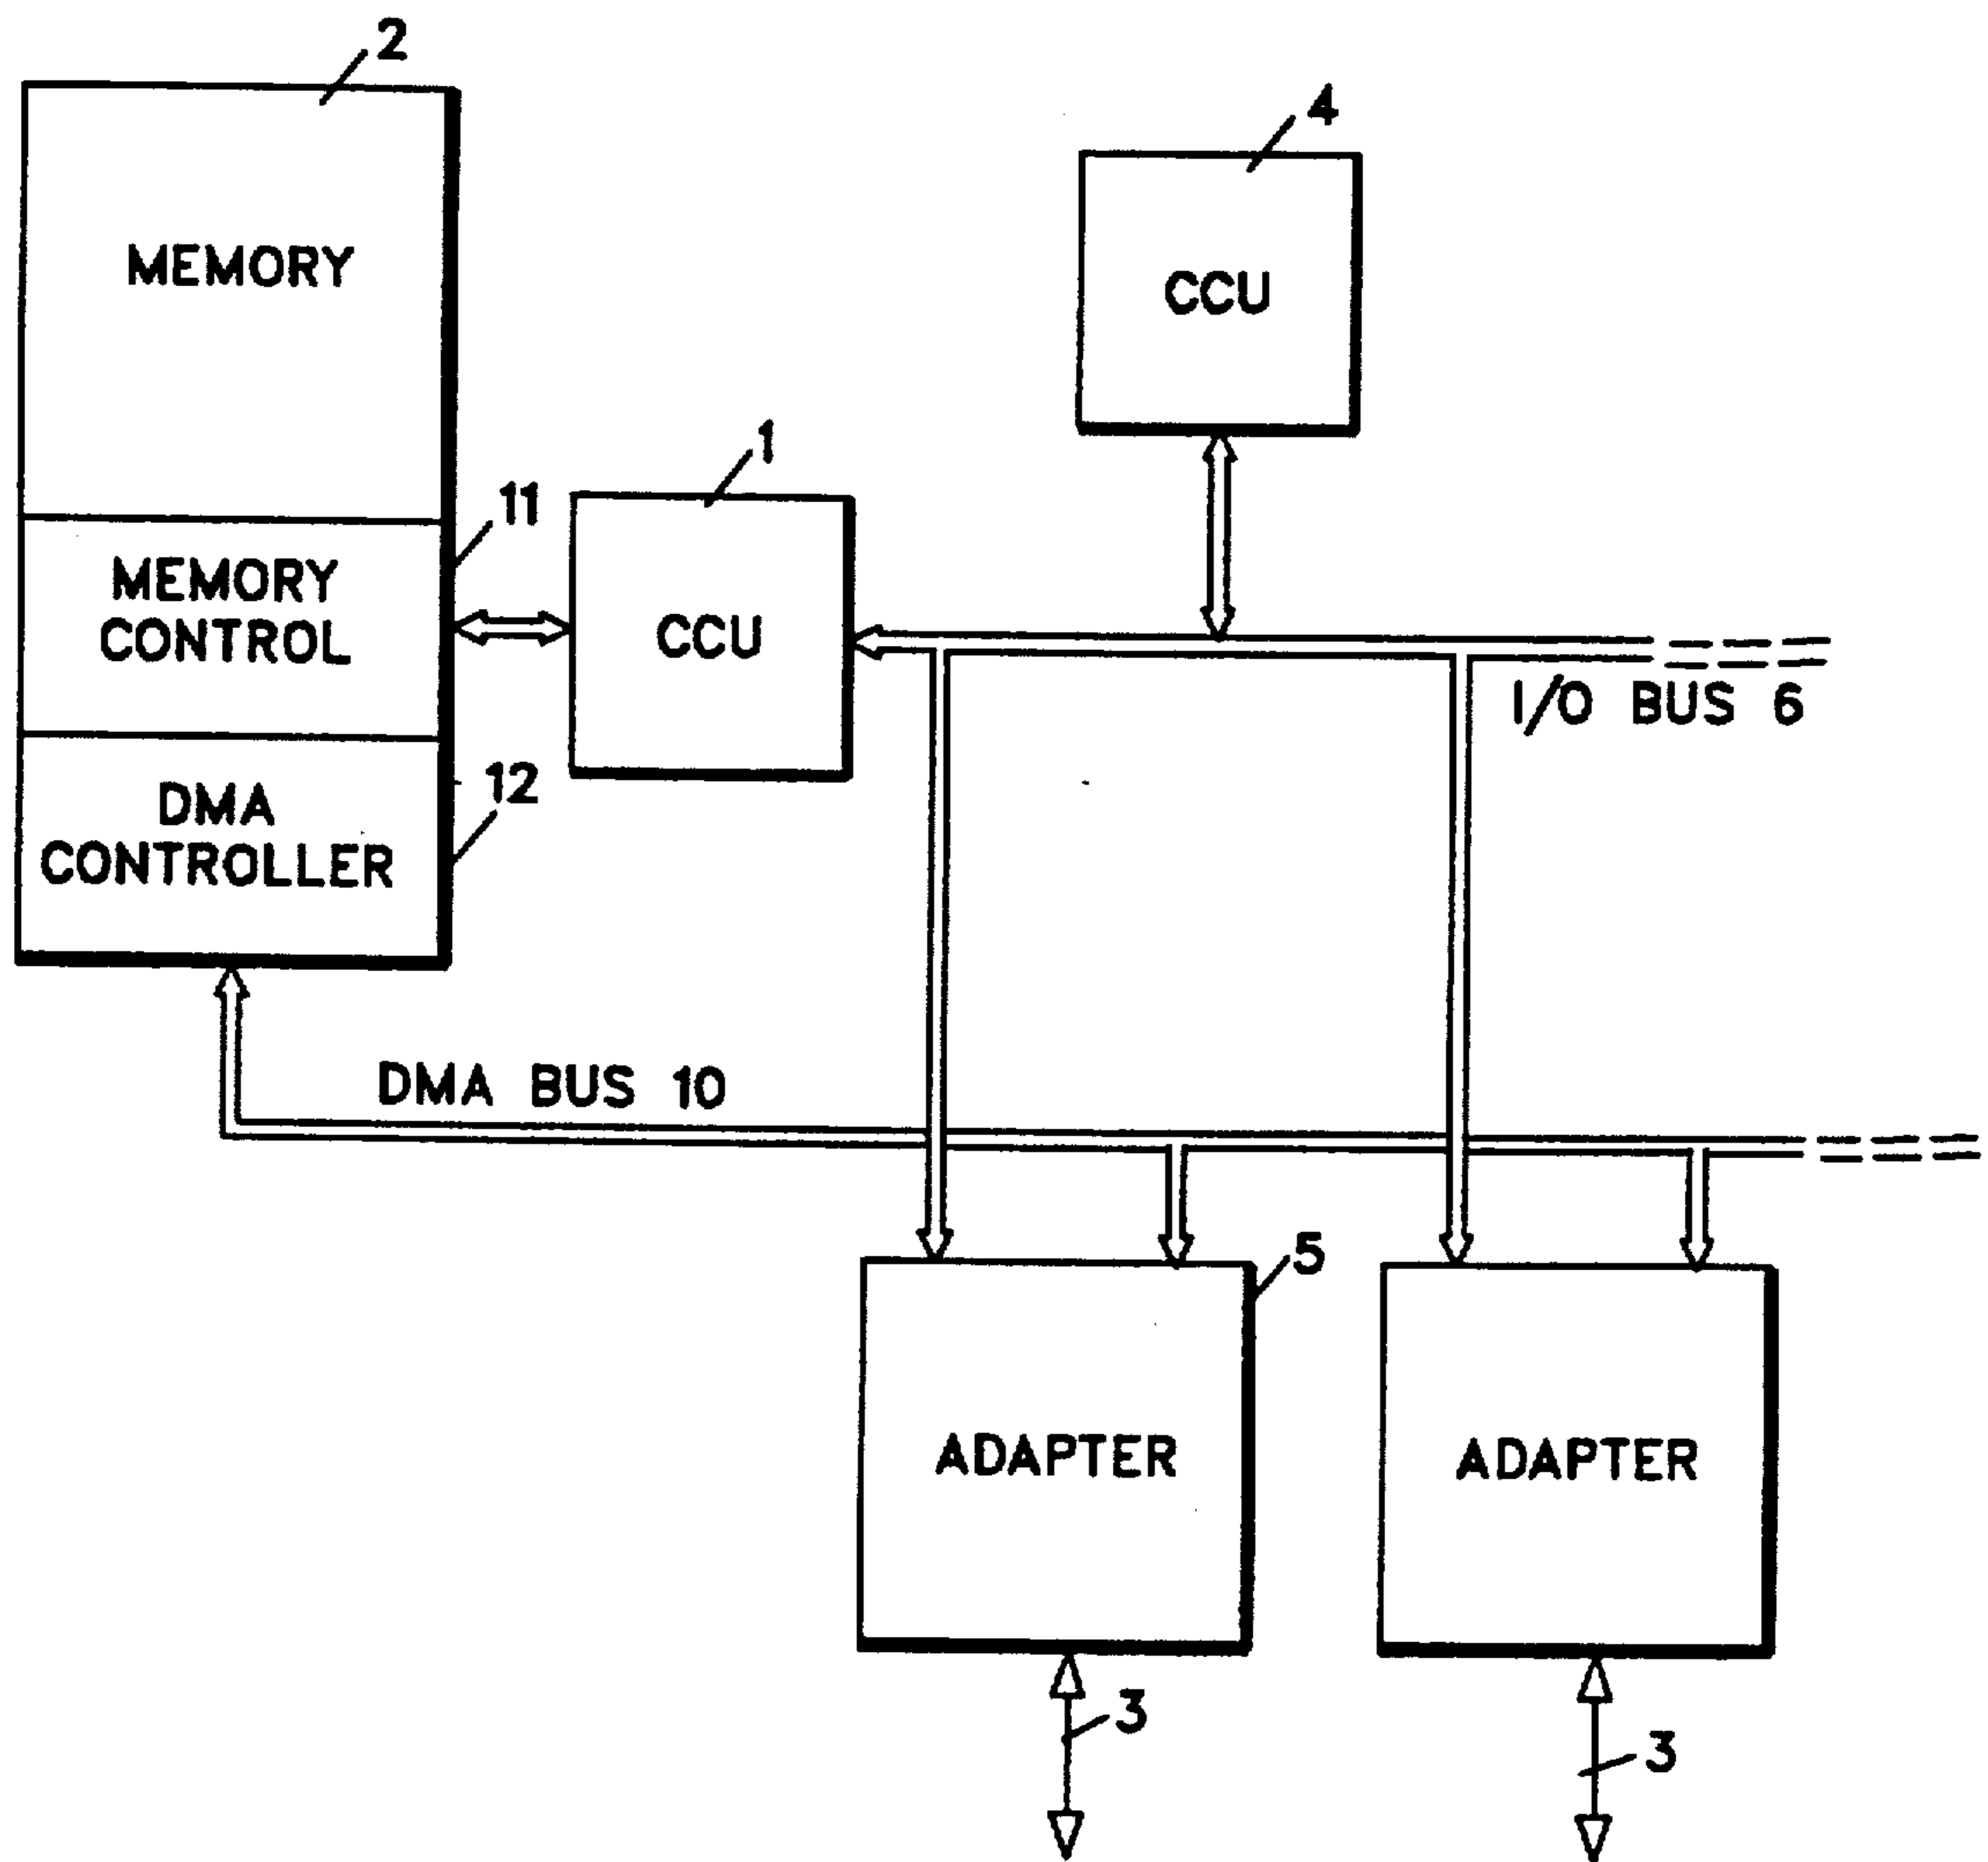 2
4
MEMORY
CCU
1
11
MEMORY
CONTROL
CCU
I/O BUS 6
12
DMA
CONTROLLER
DMA BUS 10
5
ADAPTER
ADAPTER
3
3